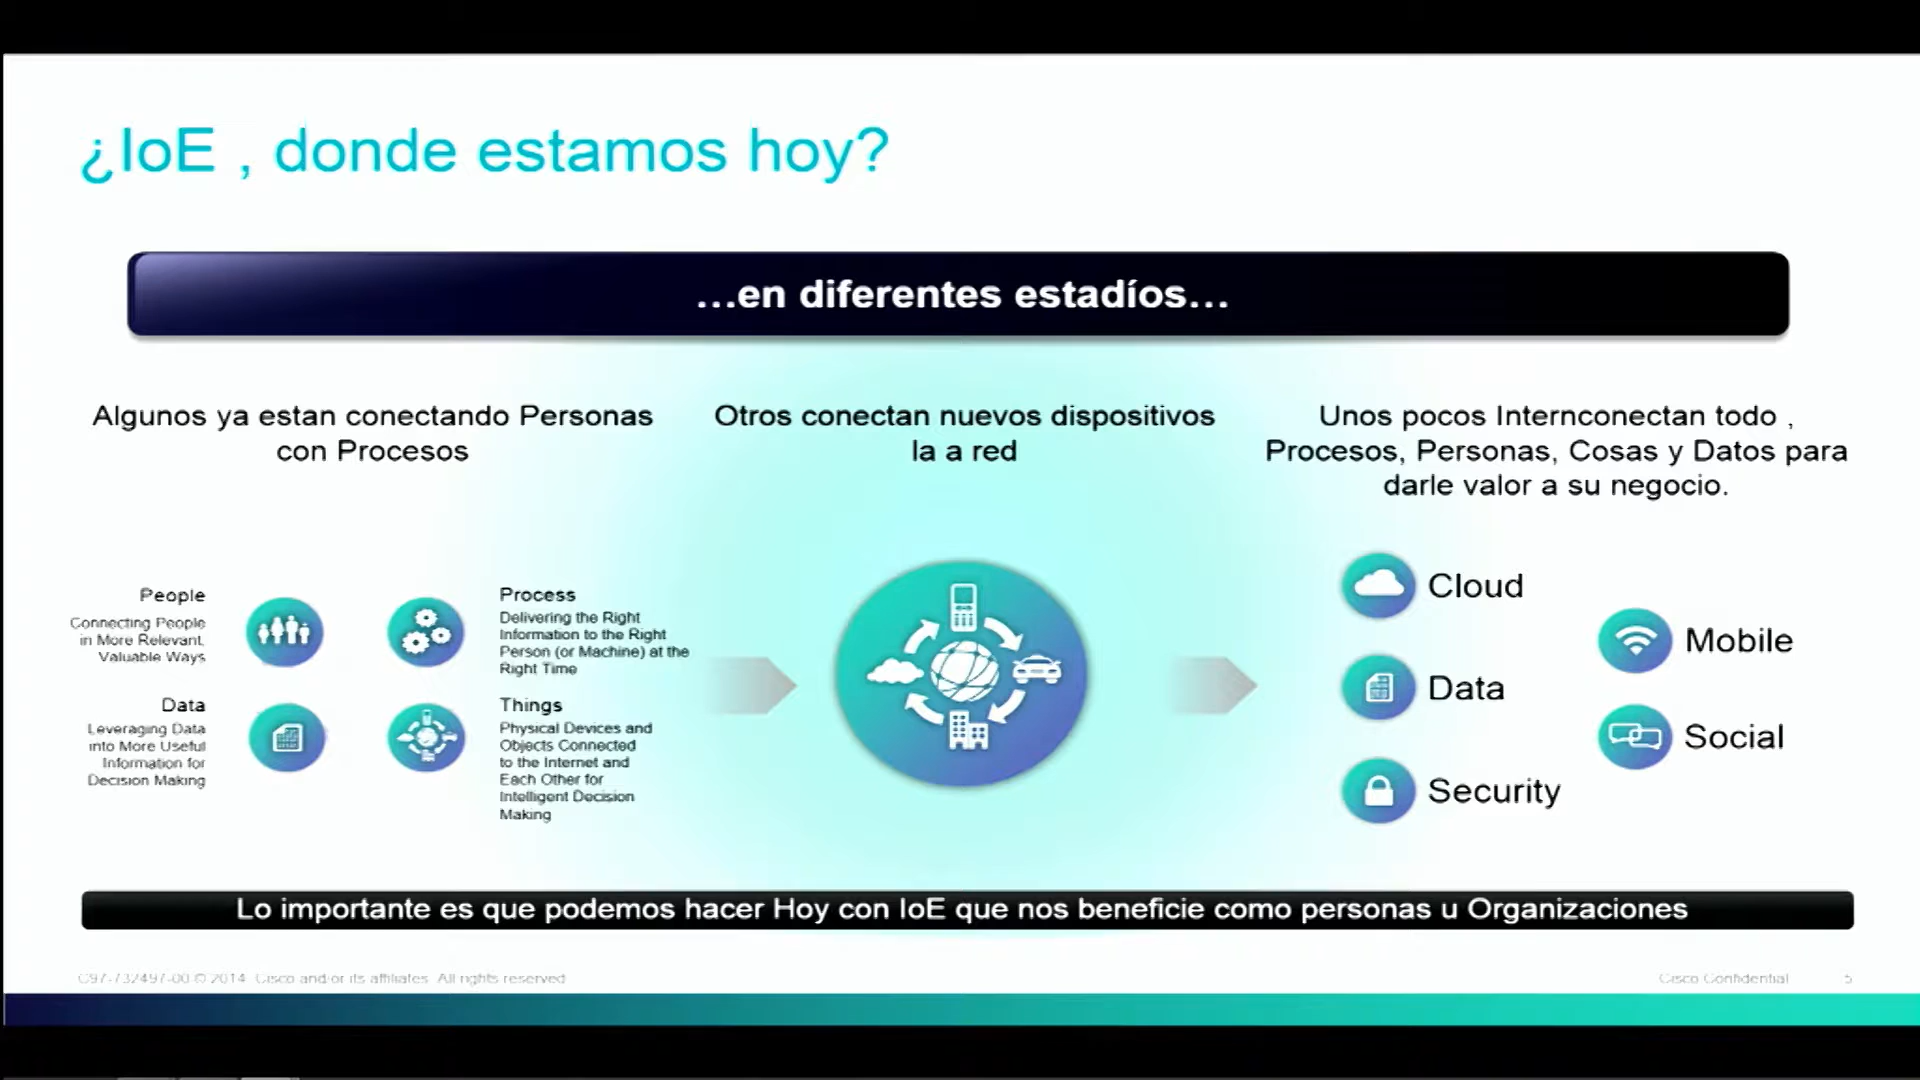 ¿IoE , donde estamos hoy?
...en diferentes estadíos...
Algunos ya estan conectando Personas
con Procesos
Otros conectan nuevos dispositivos
la a red
Unos pocos Internconectan todo ,
Procesos, Personas, Cosas y Datos para
darle valor a su negocio.
People
Connecting People
in More Relevant,
Valuable Ways
Process
Delivering the Right
Information to the Right
Person (or Machine) at the
Right Time
Data
Leveraging Data
into More Useful
Information for
Decision Making
Things
Physical Devices and
Objects Connected
to the Internet and
Each Other for
Intelligent Decision
Making
Cloud
Mobile
Data
Social
Security
Lo importante es que podemos hacer Hoy con IoE que nos beneficie como personas u Organizaciones
C97-732497-00 © 2014 Cisco and/or its affiliates. All rights reserved.
Cisco Confidential
5